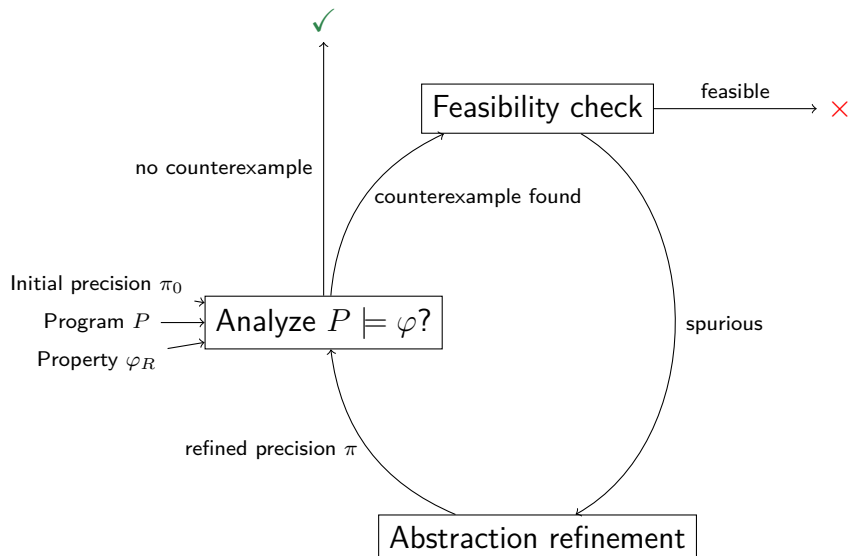 ✓
Feasibility check
feasible
×
no counterexample
counterexample found
Initial precision π₀
Program P
Property φ_R
Analyze P ⊨ φ?
spurious
refined precision π
Abstraction refinement